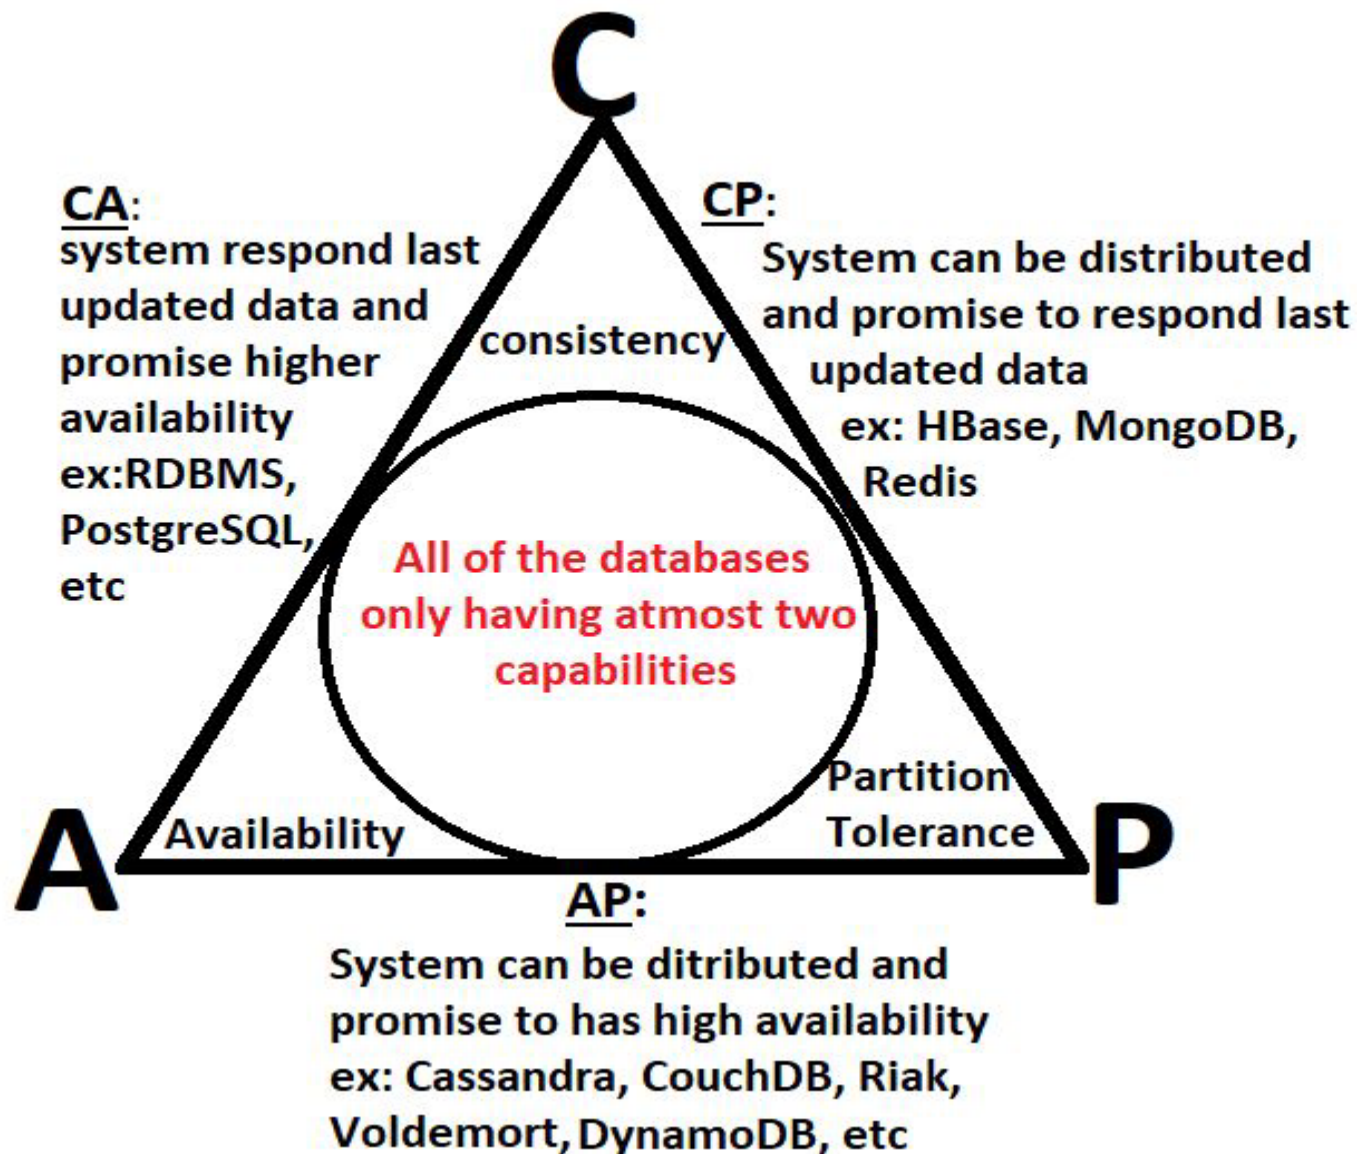 C
CA:
system respond last
updated data and
promise higher
availability
ex:RDBMS,
PostgreSQL,
etc
CP:
System can be distributed
and promise to respond last
updated data
ex: HBase, MongoDB,
Redis
consistency
All of the databases
only having atmost two
capabilities
A
Availability
Partition
Tolerance
P
AP:
System can be ditributed and
promise to has high availability
ex: Cassandra, CouchDB, Riak,
Voldemort, DynamoDB, etc